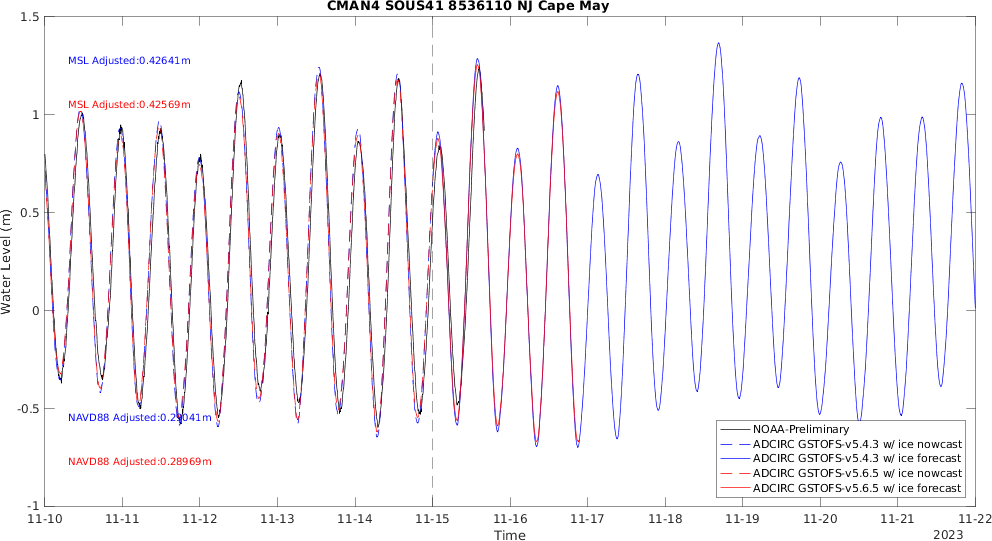 CMAN4 SOUS41 8536110 NJ Cape May
1.5
1
0.5
0
-0.5
-1
Water Level (m)
MSL Adjusted:0.42641m
MSL Adjusted:0.42569m
NAVD88 Adjusted:0.29041m
NAVD88 Adjusted:0.28969m
NOAA-Preliminary
ADCIRC GSTOFS-v5.4.3 w/ ice nowcast
ADCIRC GSTOFS-v5.4.3 w/ ice forecast
ADCIRC GSTOFS-v5.6.5 w/ ice nowcast
ADCIRC GSTOFS-v5.6.5 w/ ice forecast
11-10 11-11 11-12 11-13 11-14 11-15 11-16 11-17 11-18 11-19 11-20 11-21 11-22
Time
2023